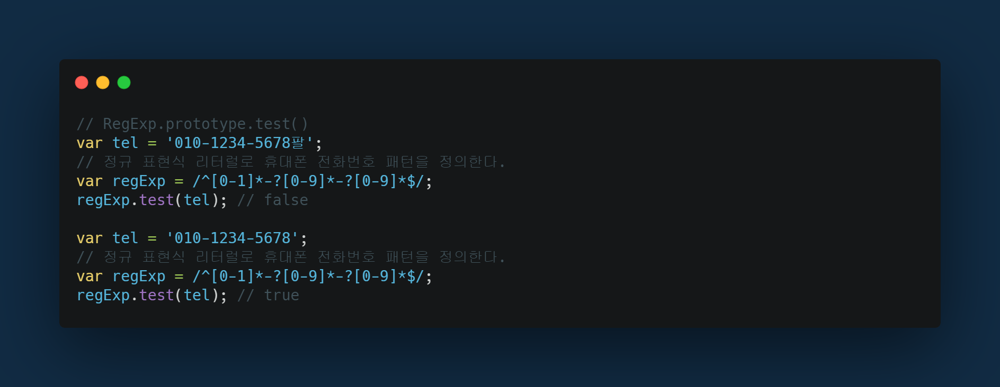 // RegExp.prototype.test()
var tel = '010-1234-5678팔';
// 정규 표현식 리터럴로 휴대폰 전화번호 패턴을 정의한다.
var regExp = /^[0-1]*-?[0-9]*-?[0-9]*$/;
regExp.test(tel); // false
var tel = '010-1234-5678';
// 정규 표현식 리터럴로 휴대폰 전화번호 패턴을 정의한다.
var regExp = /^[0-1]*-?[0-9]*-?[0-9]*$/;
regExp.test(tel); // true